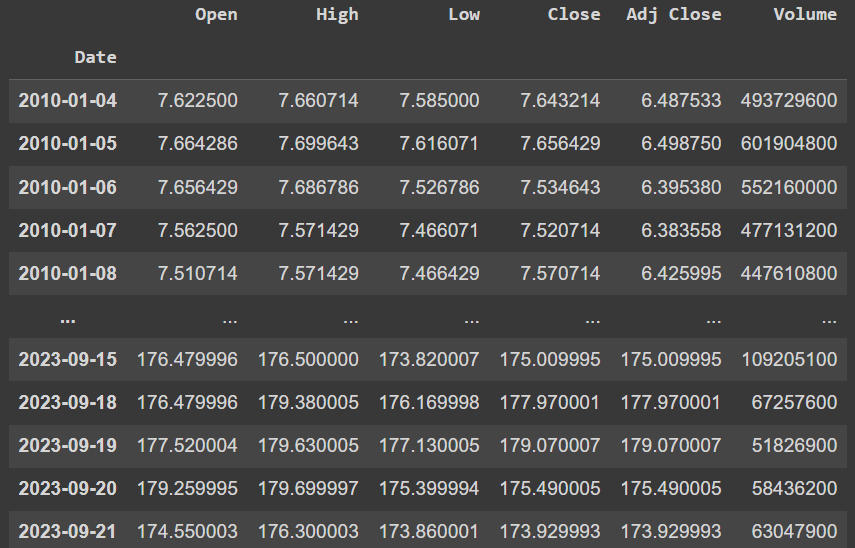 Open High Low Close Adj Close Volume
Date
2010-01-04 7.622500 7.660714 7.585000 7.643214 6.487533 493729600
2010-01-05 7.664286 7.699643 7.616071 7.656429 6.498750 601904800
2010-01-06 7.656429 7.686786 7.526786 7.534643 6.395380 552160000
2010-01-07 7.562500 7.571429 7.466071 7.520714 6.383558 477131200
2010-01-08 7.510714 7.571429 7.466429 7.570714 6.425995 447610800
... ... ... ... ... ... ...
2023-09-15 176.479996 176.500000 173.820007 175.009995 175.009995 109205100
2023-09-18 176.479996 179.380005 176.169998 177.970001 177.970001 67257600
2023-09-19 177.520004 179.630005 177.130005 179.070007 179.070007 51826900
2023-09-20 179.259995 179.699997 175.399994 175.490005 175.490005 58436200
2023-09-21 174.550003 176.300003 173.860001 173.929993 173.929993 63047900